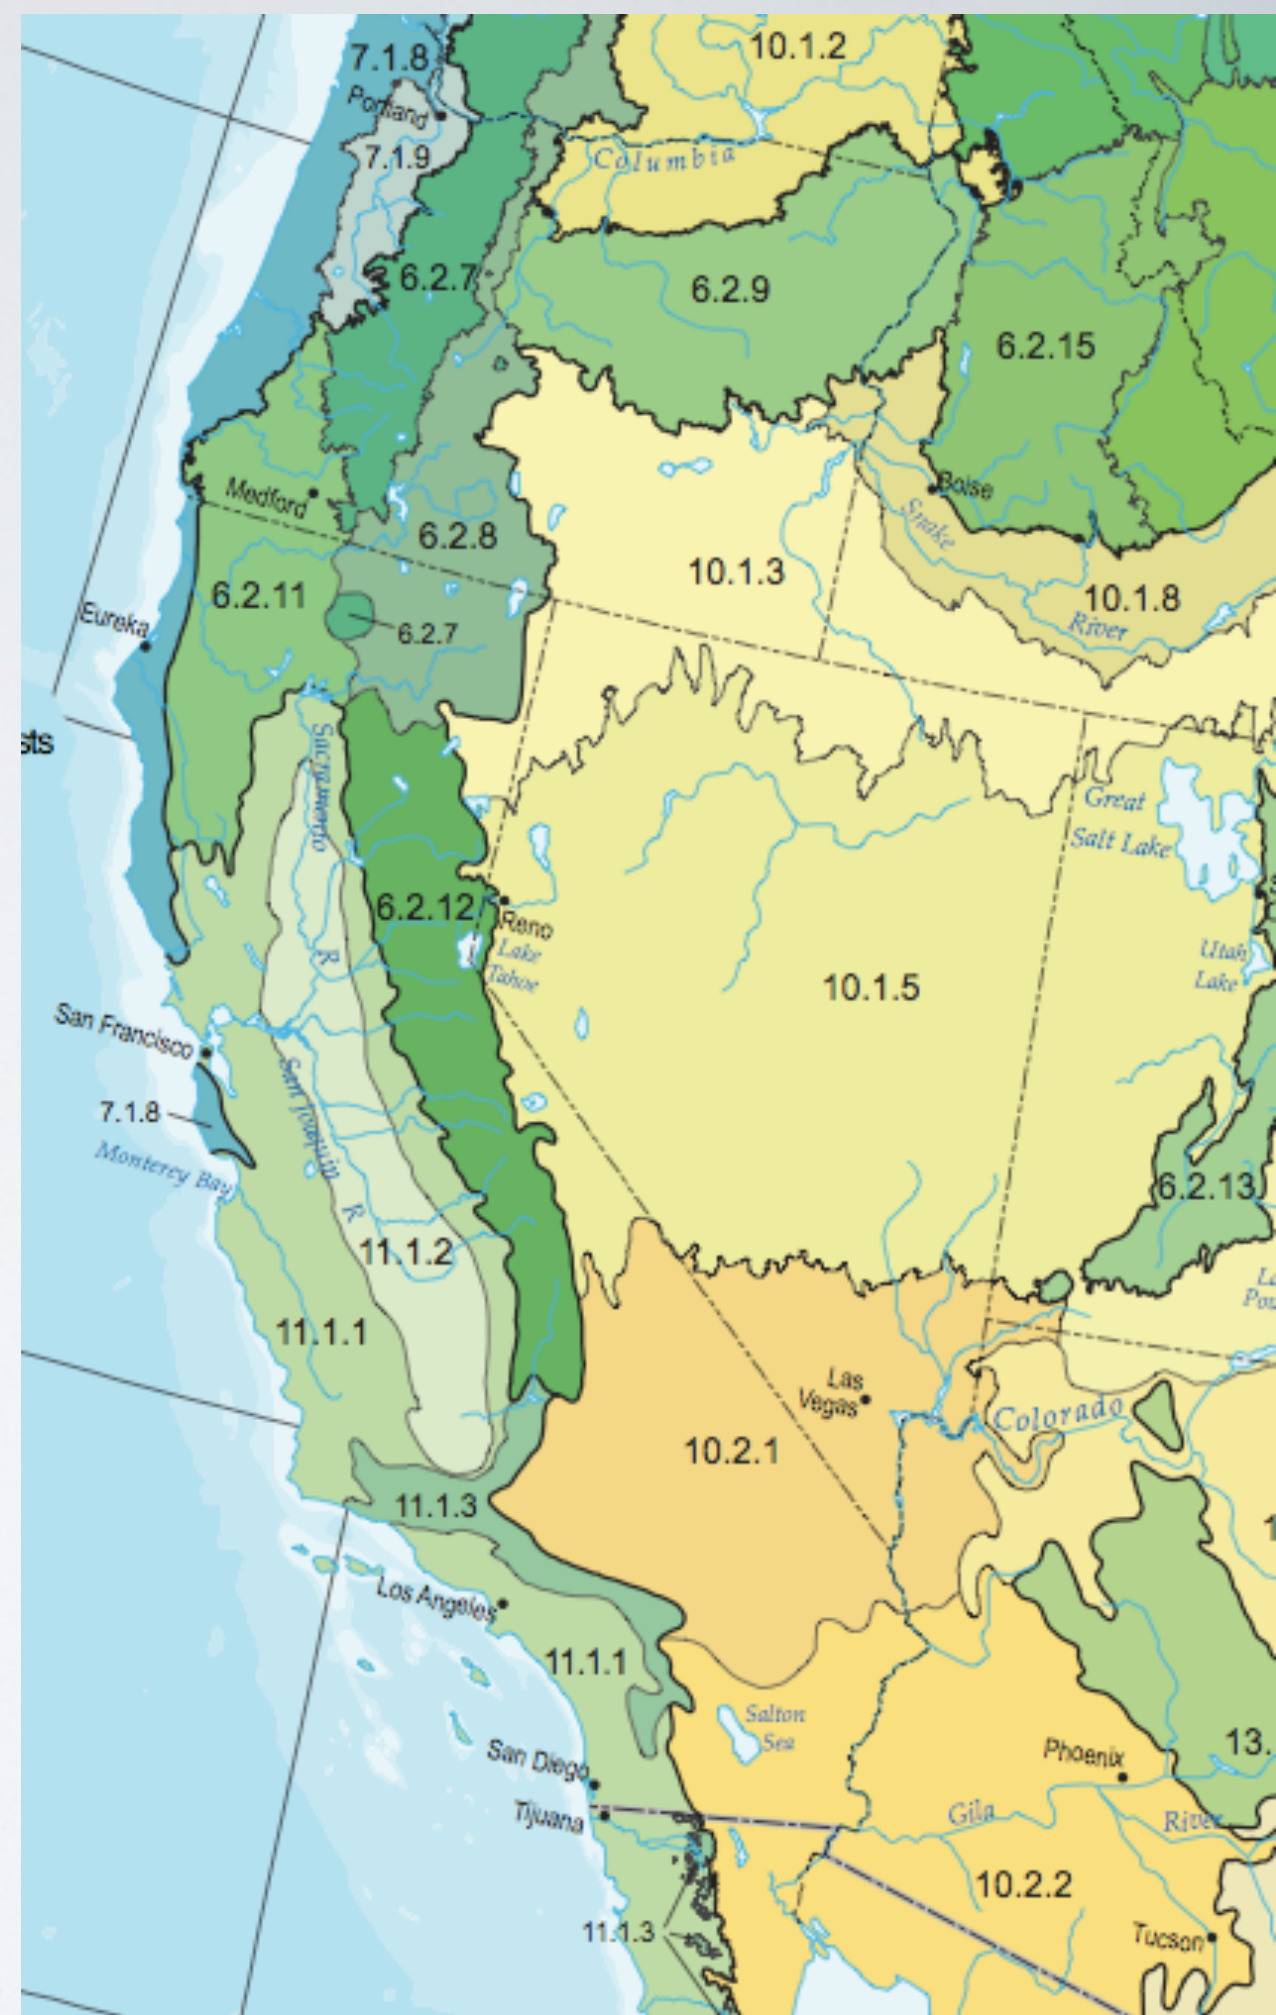 7.1.8
10.1.2
Portland
7.1.9
Columbia
6.2.7
6.2.9
6.2.15
Medford
Boise
Snake
6.2.8
10.1.3
6.2.11
10.1.8
River
Eureka
6.2.7
sts
Sacramento
R
Great
Salt Lake
6.2.12
Reno
Lake
Tahoe
Utah
Lake
10.1.5
San Francisco
San Joaquin
R
7.1.8
Monterey Bay
6.2.13
11.1.2
11.1.1
Las
Vegas
Colorado
10.2.1
11.1.3
Los Angeles
11.1.1
Salton
Sea
San Diego
Tijuana
Phoenix
13.
Gila
River
10.2.2
11.1.3
Tucson